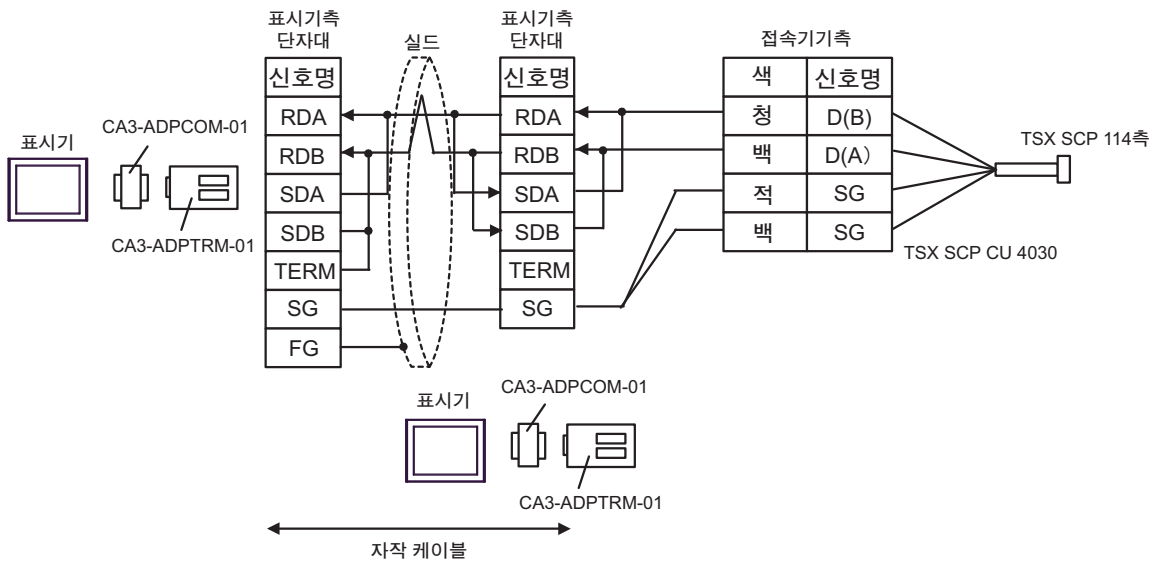 표시기측
단자대
실드
표시기측
단자대
접속기기측
신호명
신호명
색
신호명
RDA
RDA
청
D(B)
RDB
RDB
백
D(A)
SDA
SDA
적
SG
SDB
SDB
백
SG
TERM
TERM
SG
SG
FG
표시기
CA3-ADPCOM-01
CA3-ADPTRM-01
TSX SCP 114측
TSX SCP CU 4030
표시기
CA3-ADPCOM-01
CA3-ADPTRM-01
자작 케이블